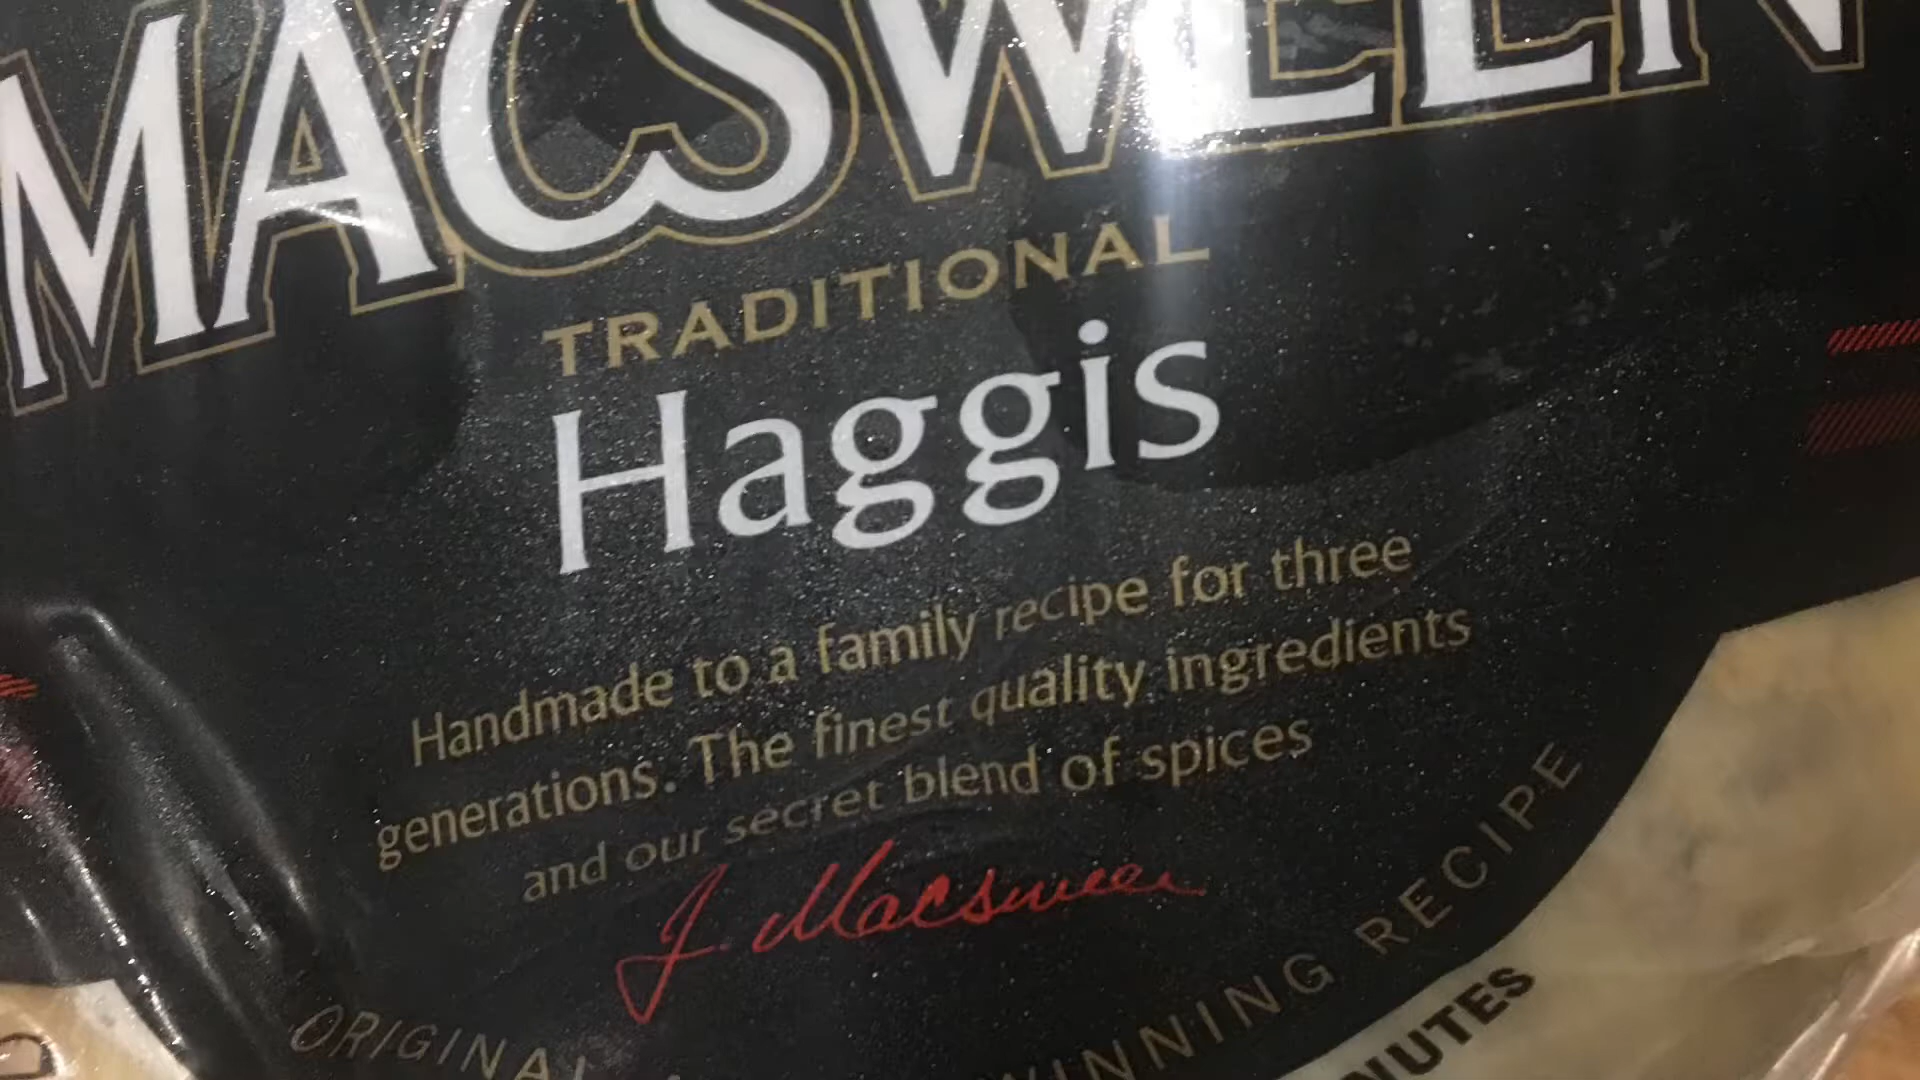 MACSWEEN
TRADITIONAL
Haggis
Handmade to a family recipe for three
generations. The finest quality ingredients
and our secret blend of spices
J. Macsween
ORIGINAL WINNING RECIPE